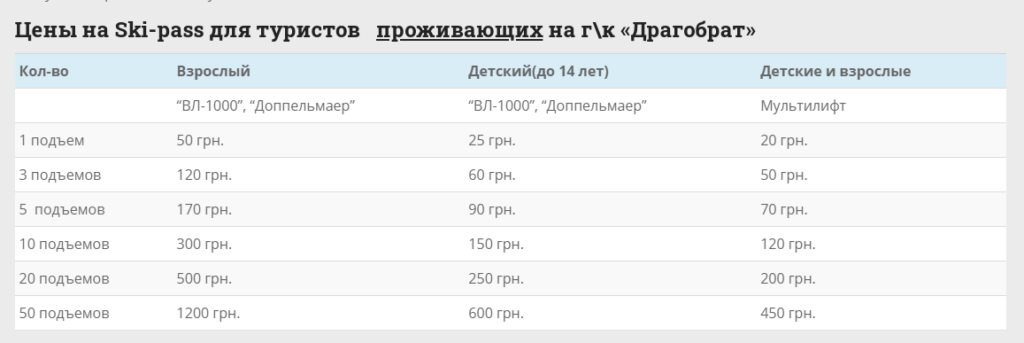 Цены на Ski-pass для туристов проживающих на г\к «Драгобрат»
Кол-во Взрослый Детский(до 14 лет) Детские и взрослые
“ВЛ-1000”, “Доппельмаер” “ВЛ-1000”, “Доппельмаер” Мультилифт
1 подъем 50 грн. 25 грн. 20 грн.
3 подъемов 120 грн. 60 грн. 50 грн.
5 подъемов 170 грн. 90 грн. 70 грн.
10 подъемов 300 грн. 150 грн. 120 грн.
20 подъемов 500 грн. 250 грн. 200 грн.
50 подъемов 1200 грн. 600 грн. 450 грн.